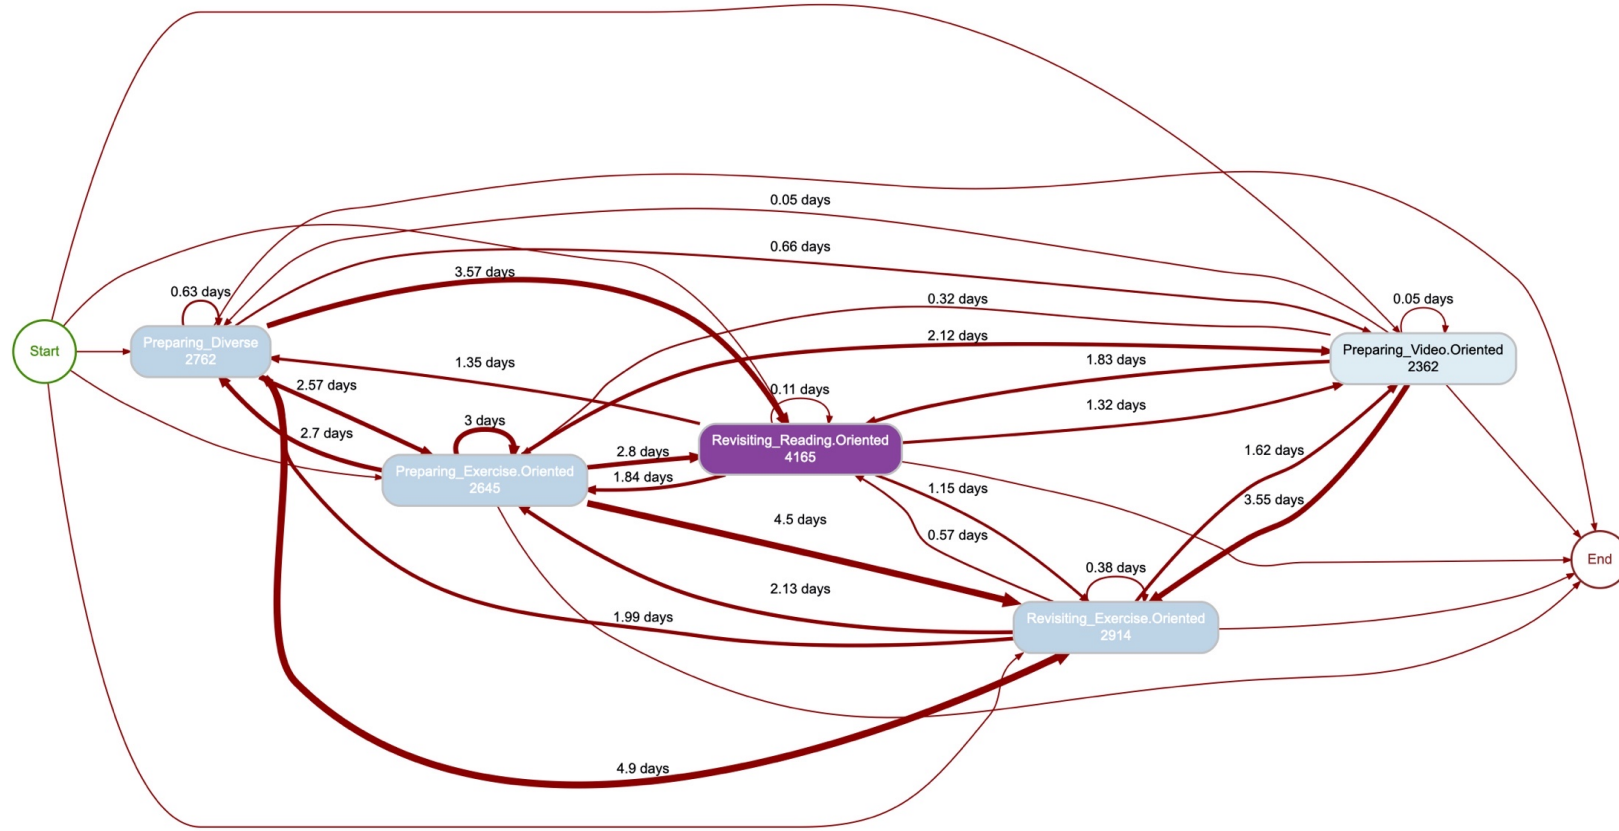 0.05 days
0.66 days
3.57 days
0.63 days
0.32 days
0.05 days
Start
Preparing_Diverse
2762
2.12 days
Preparing_Video.Oriented
2362
1.35 days
1.83 days
2.57 days
0.11 days
1.32 days
3 days
2.7 days
Revisiting_Reading.Oriented
4165
2.8 days
1.62 days
Preparing_Exercise.Oriented
2645
1.84 days
1.15 days
3.55 days
4.5 days
0.57 days
End
0.38 days
2.13 days
1.99 days
Revisiting_Exercise.Oriented
2914
4.9 days